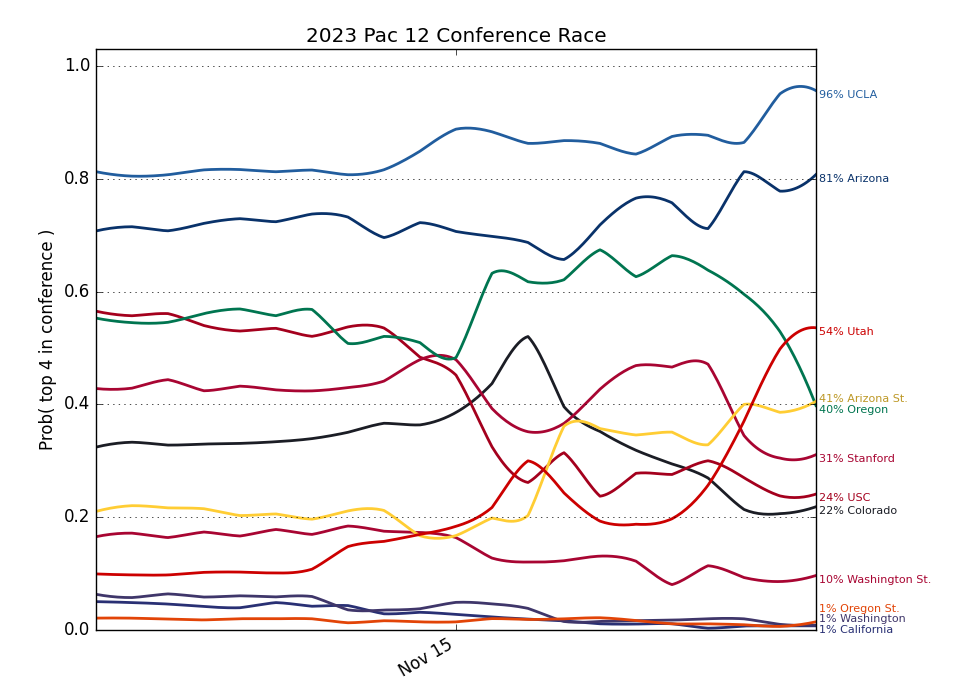 2023 Pac 12 Conference Race
Prob( top 4 in conference )
1.0
0.8
0.6
0.4
0.2
0.0
Nov 15
96% UCLA
81% Arizona
54% Utah
41% Arizona St.
40% Oregon
31% Stanford
24% USC
22% Colorado
10% Washington St.
1% Oregon St.
1% Washington
1% California